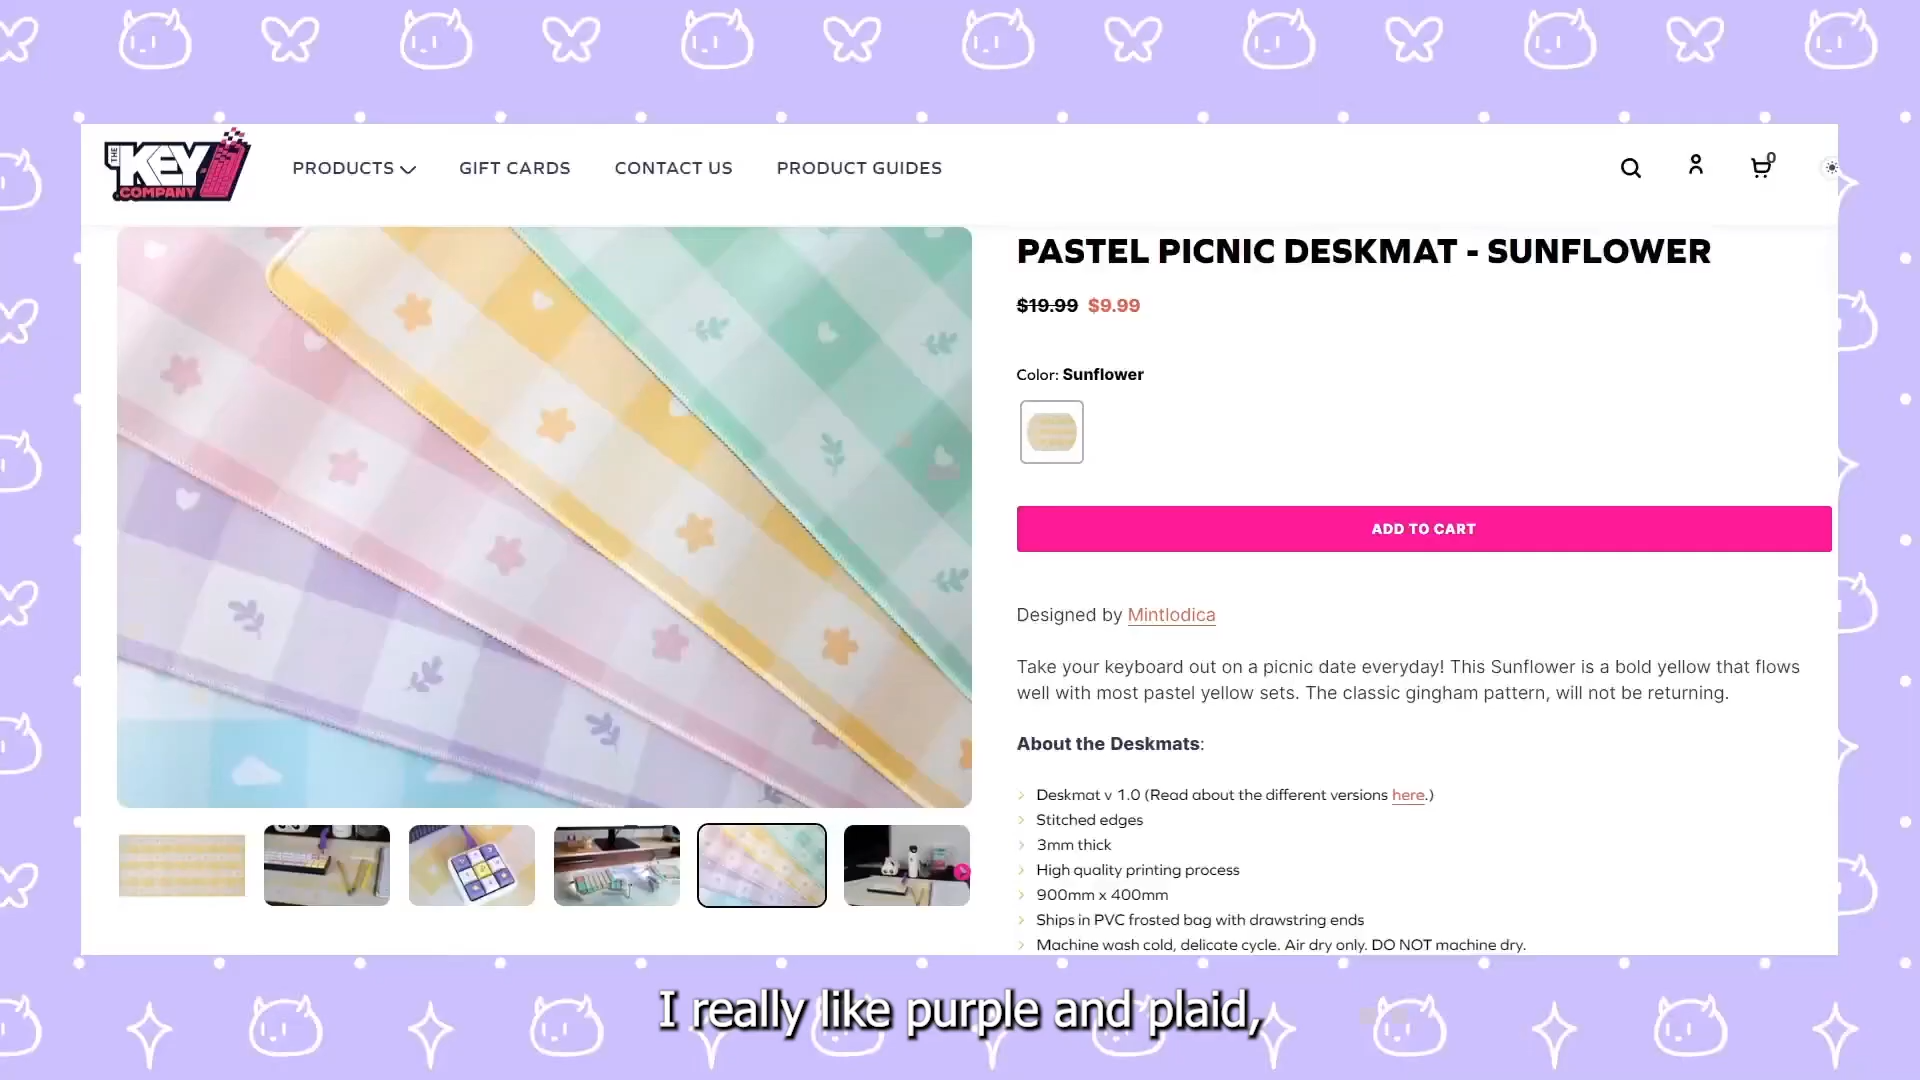 THE
KEY
.COMPANY
PRODUCTS
GIFT CARDS
CONTACT US
PRODUCT GUIDES
0
PASTEL PICNIC DESKMAT - SUNFLOWER
$19.99 $9.99
Color: Sunflower
ADD TO CART
Designed by Mintlodica
Take your keyboard out on a picnic date everyday! This Sunflower is a bold yellow that flows
well with most pastel yellow sets. The classic gingham pattern, will not be returning.
About the Deskmats:
Deskmat v 1.0 (Read about the different versions here.)
Stitched edges
3mm thick
High quality printing process
900mm x 400mm
Ships in PVC frosted bag with drawstring ends
Machine wash cold, delicate cycle. Air dry only. DO NOT machine dry.
I really like purple and plaid,